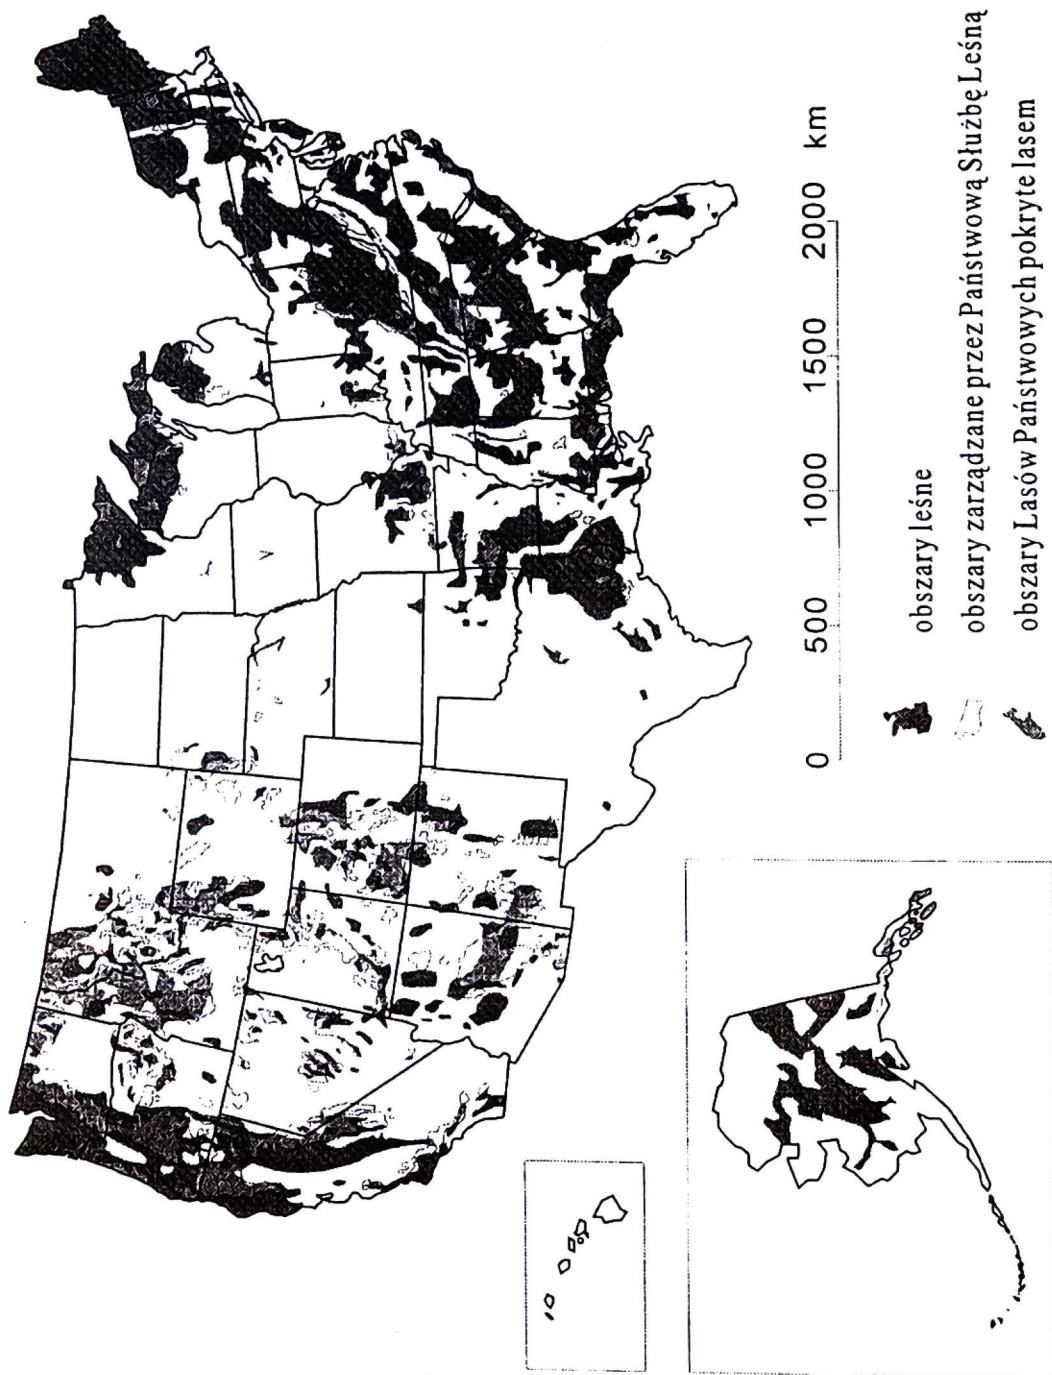 0 500 1000 1500 2000 km
obszary leśne
obszary zarządzane przez Państwową Służbę Leśną
obszary Lasów Państwowych pokryte lasem